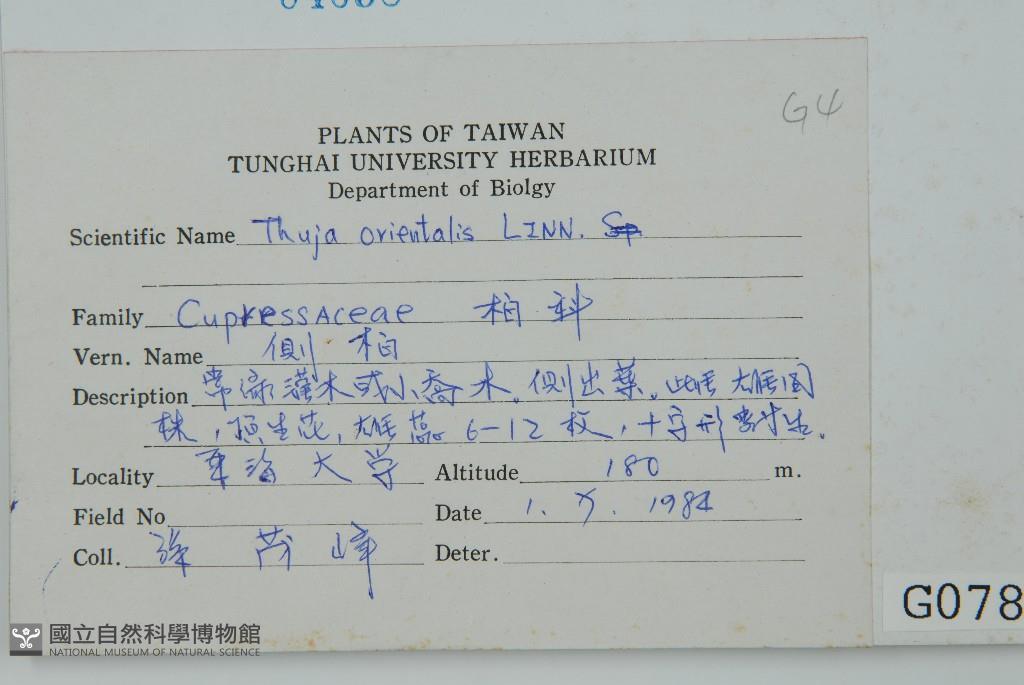 G4
PLANTS OF TAIWAN
TUNGHAI UNIVERSITY HERBARIUM
Department of Biolgy
Scientific Name Thuja orientalis LINN. Sp
Family Cupressaceae 柏科
Vern. Name 側柏
Description 常綠灌木或小喬木。側出葉。雌雄同
株，頂生花，雄蕊 6-12 枚，十字形對生。
Locality 東海大学 Altitude 180 m.
Field No Date 1. X. 1984
Coll. 茂峰 Deter.
G078
國立自然科學博物館
NATIONAL MUSEUM OF NATURAL SCIENCE